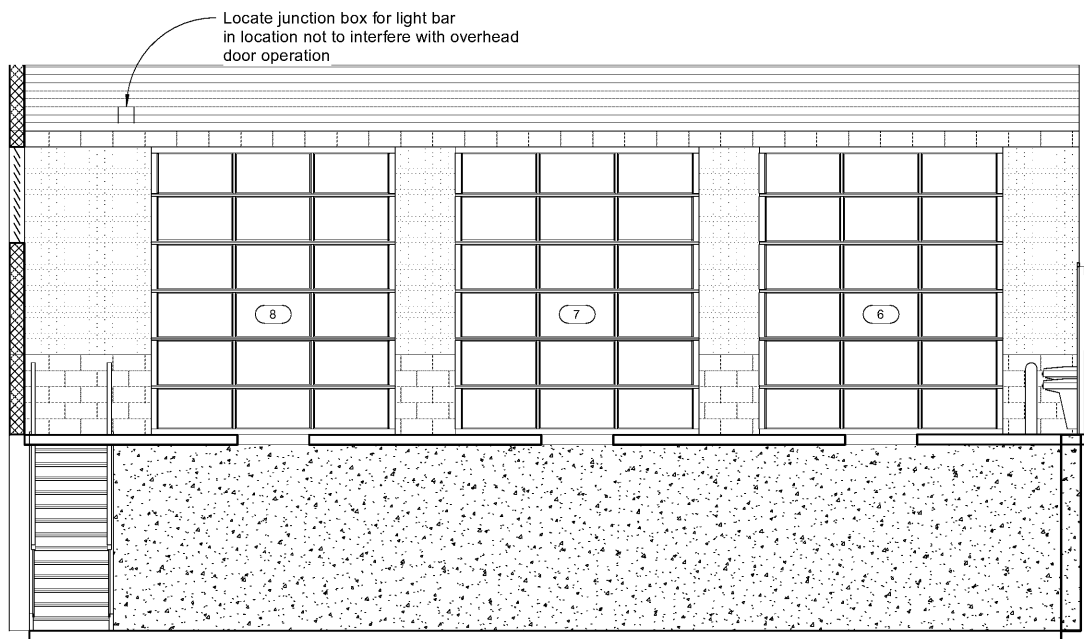 Locate junction box for light bar
in location not to interfere with overhead
door operation
8
7
6